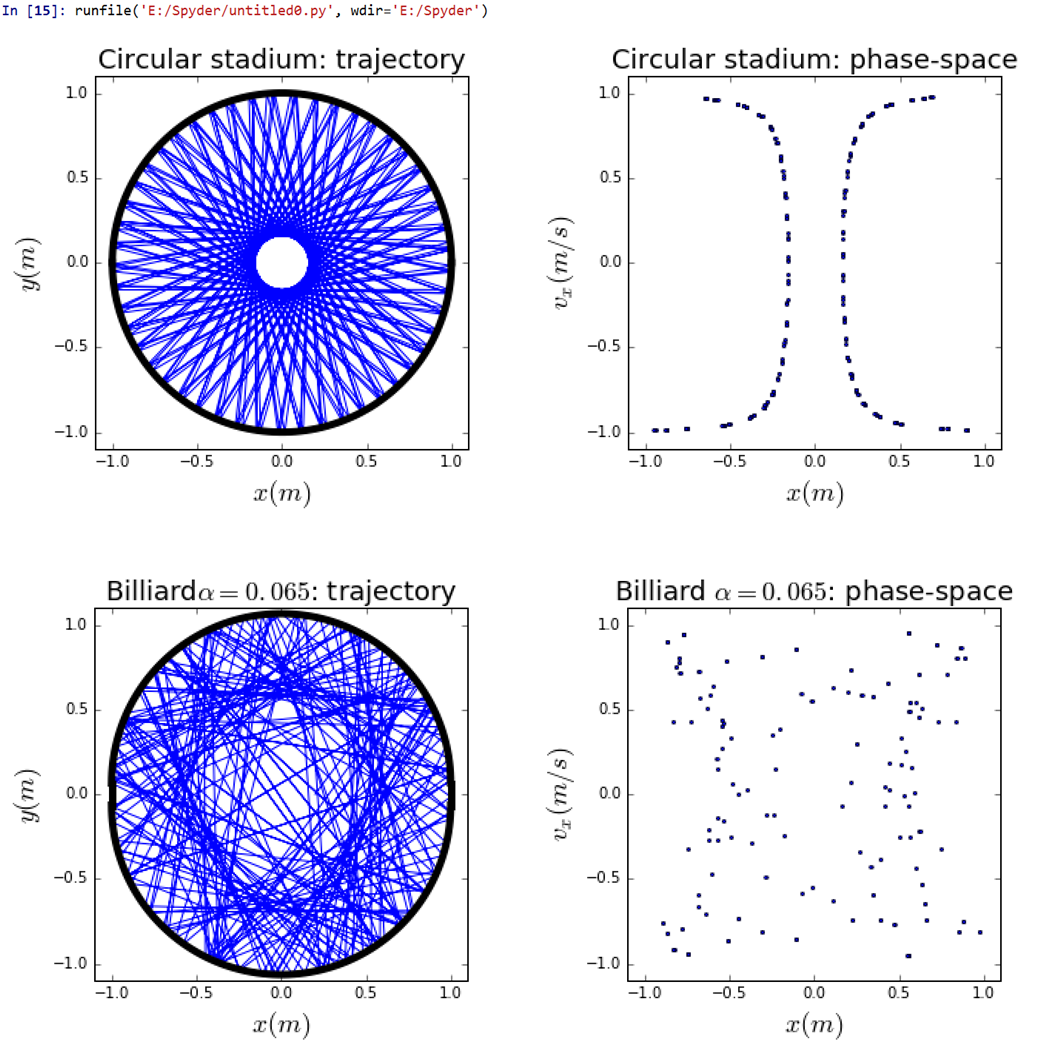 In [15]: runfile('E:/Spyder/untitled0.py', wdir='E:/Spyder')
Circular stadium: trajectory
1.0
0.5
0.0
−0.5
−1.0
y(m)
−1.0 −0.5 0.0 0.5 1.0
x(m)
Circular stadium: phase-space
1.0
0.5
0.0
−0.5
−1.0
v_x(m/s)
−1.0 −0.5 0.0 0.5 1.0
x(m)
Billiardα = 0.065: trajectory
1.0
0.5
0.0
−0.5
−1.0
y(m)
−1.0 −0.5 0.0 0.5 1.0
x(m)
Billiard α = 0.065: phase-space
1.0
0.5
0.0
−0.5
−1.0
v_x(m/s)
−1.0 −0.5 0.0 0.5 1.0
x(m)